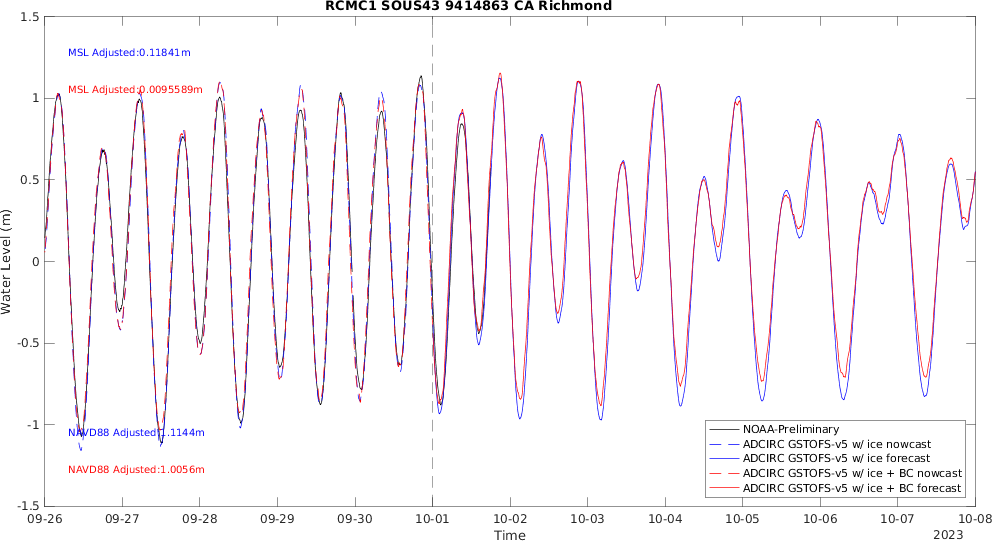 RCMC1 SOUS43 9414863 CA Richmond
1.5
1
0.5
0
-0.5
-1
-1.5
Water Level (m)
MSL Adjusted:0.11841m
MSL Adjusted:0.0095589m
NAVD88 Adjusted:1.1144m
NAVD88 Adjusted:1.0056m
NOAA-Preliminary
ADCIRC GSTOFS-v5 w/ ice nowcast
ADCIRC GSTOFS-v5 w/ ice forecast
ADCIRC GSTOFS-v5 w/ ice + BC nowcast
ADCIRC GSTOFS-v5 w/ ice + BC forecast
09-26 09-27 09-28 09-29 09-30 10-01 10-02 10-03 10-04 10-05 10-06 10-07 10-08
Time
2023